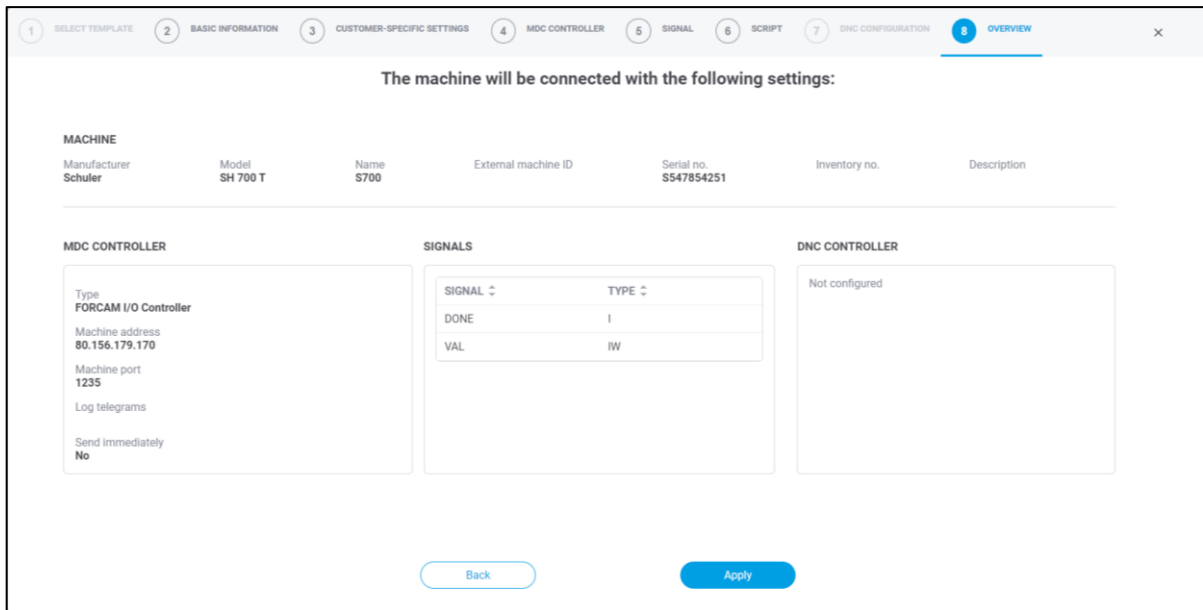 1 SELECT TEMPLATE 2 BASIC INFORMATION 3 CUSTOMER-SPECIFIC SETTINGS 4 MDC CONTROLLER 5 SIGNAL 6 SCRIPT 7 DNC CONFIGURATION 8 OVERVIEW ×
The machine will be connected with the following settings:
MACHINE
Manufacturer Model Name External machine ID Serial no. Inventory no. Description
Schuler SH 700 T S700 S547854251
MDC CONTROLLER
Type
FORCAM I/O Controller
Machine address
80.156.179.170
Machine port
1235
Log telegrams
Send immediately
No
SIGNALS
SIGNAL TYPE
DONE I
VAL IW
DNC CONTROLLER
Not configured
Back Apply